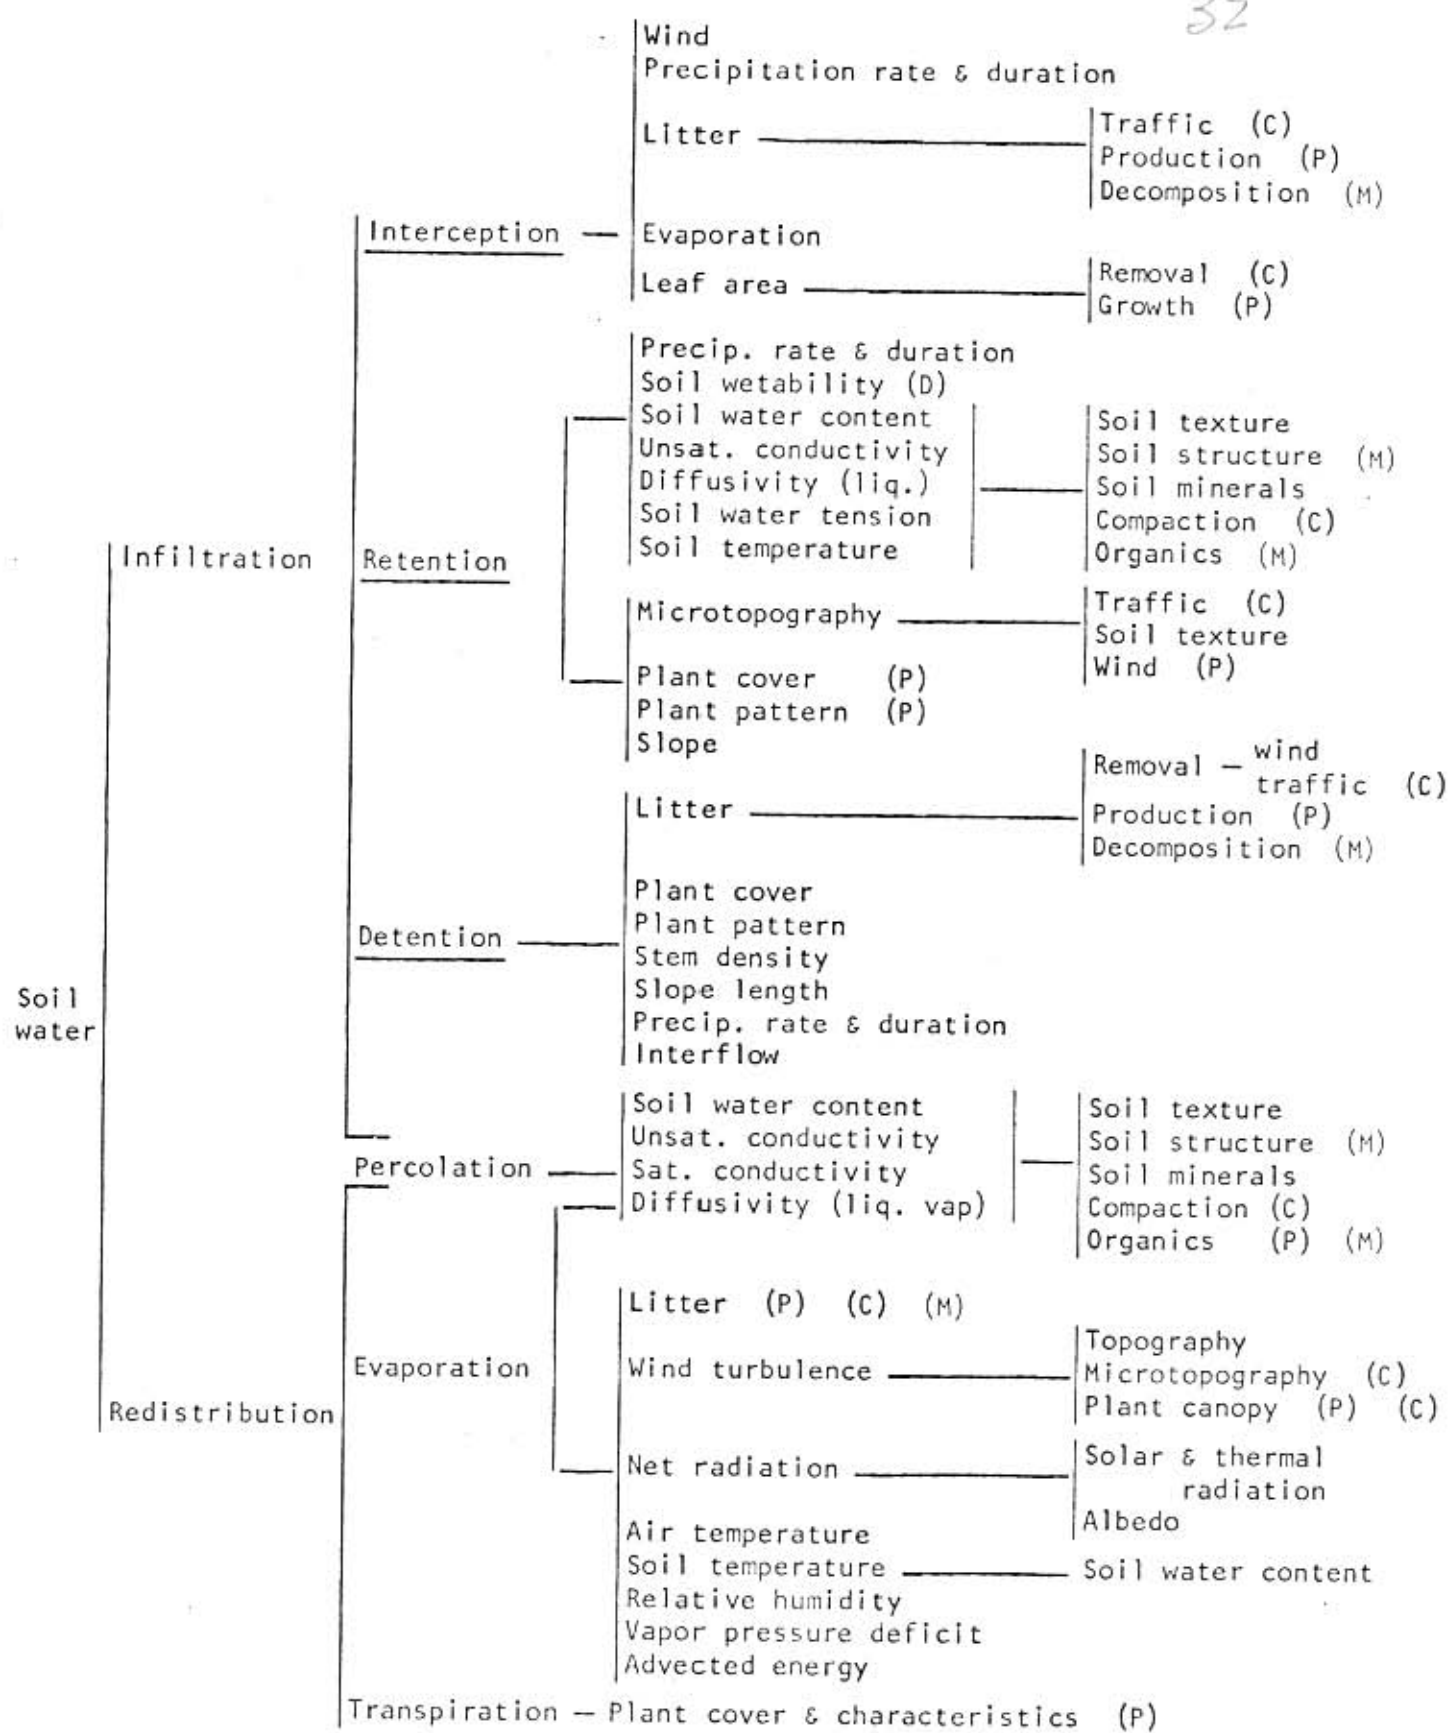 32
Wind
Precipitation rate & duration
Litter
Traffic (C)
Production (P)
Decomposition (M)
Interception
Evaporation
Leaf area
Removal (C)
Growth (P)
Precip. rate & duration
Soil wetability (D)
Soil water content
Unsat. conductivity
Diffusivity (liq.)
Soil water tension
Soil temperature
Soil texture
Soil structure (M)
Soil minerals
Compaction (C)
Organics (M)
Infiltration
Retention
Microtopography
Traffic (C)
Soil texture
Wind (P)
Plant cover (P)
Plant pattern (P)
Slope
Litter
Removal — wind
traffic (C)
Production (P)
Decomposition (M)
Detention
Plant cover
Plant pattern
Stem density
Slope length
Precip. rate & duration
Interflow
Soil
water
Percolation
Soil water content
Unsat. conductivity
Sat. conductivity
Diffusivity (liq. vap)
Soil texture
Soil structure (M)
Soil minerals
Compaction (C)
Organics (P) (M)
Redistribution
Evaporation
Litter (P) (C) (M)
Wind turbulence
Topography
Microtopography (C)
Plant canopy (P) (C)
Net radiation
Solar & thermal
radiation
Albedo
Air temperature
Soil temperature — Soil water content
Relative humidity
Vapor pressure deficit
Advected energy
Transpiration — Plant cover & characteristics (P)